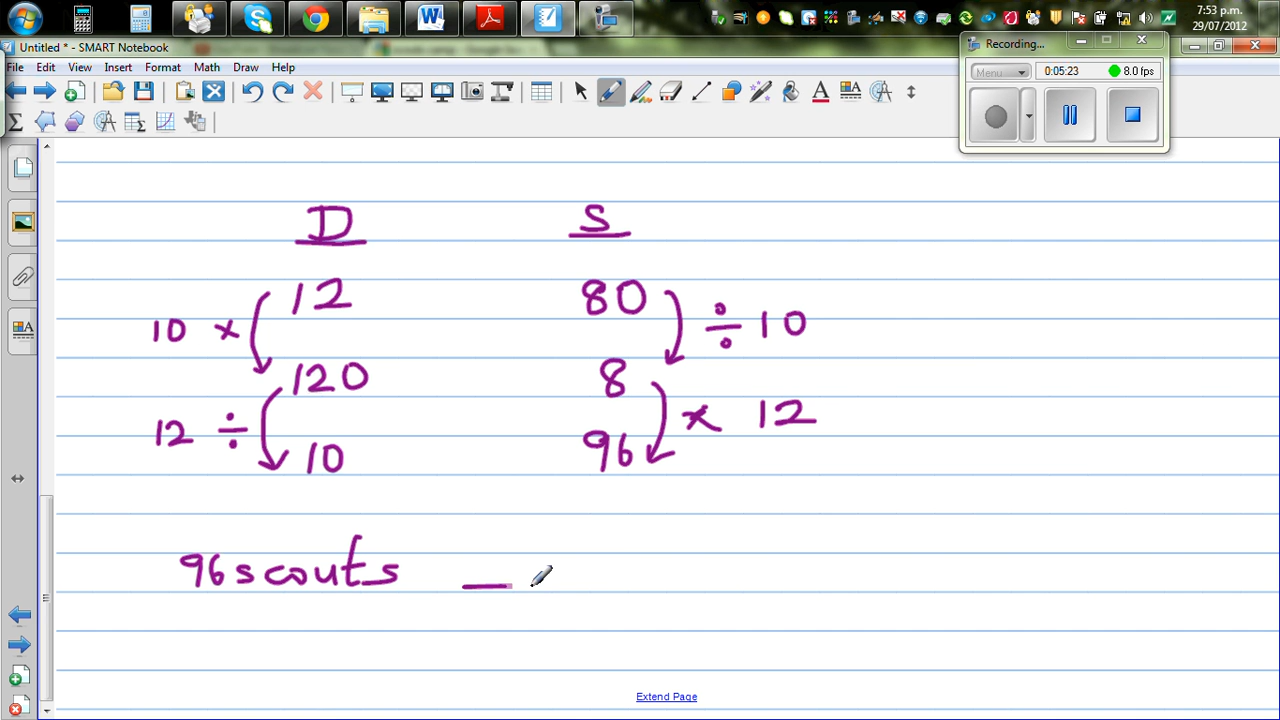 7:53 p.m.
29/07/2012
Untitled * - SMART Notebook
File Edit View Insert Format Math Draw Help
Recording...
Menu 0:05:23 8.0 fps
D S
12 80
10 × ÷ 10
120 8
12 ÷ × 12
10 96
96 scouts
Extend Page